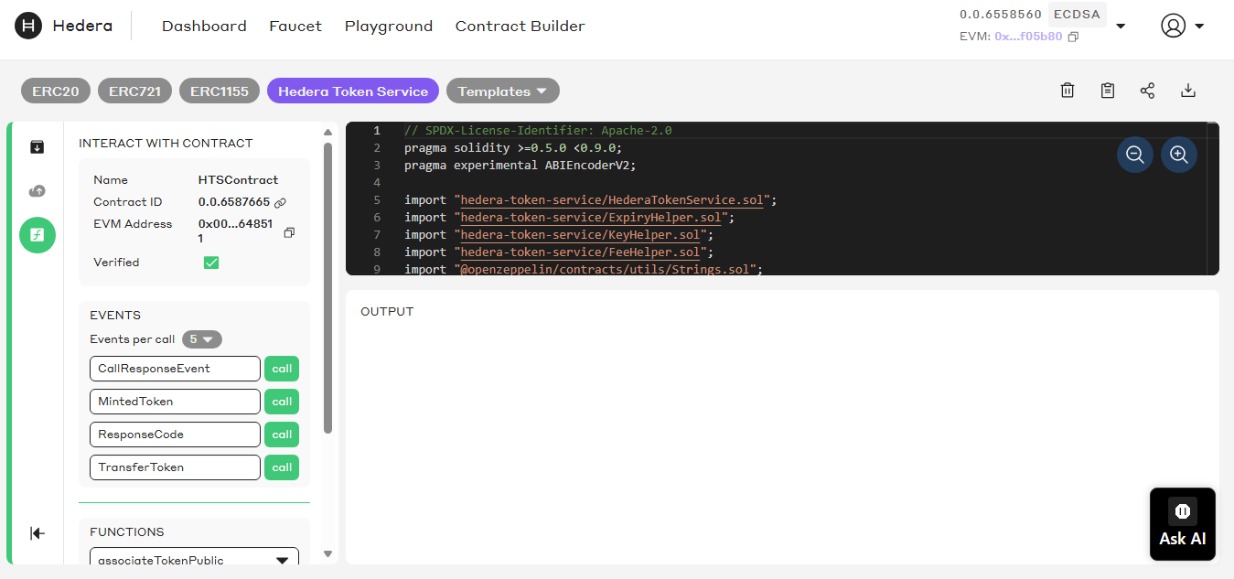 Hedera
Dashboard
Faucet
Playground
Contract Builder
0.0.6558560 ECDSA
EVM: 0x...f05b80
ERC20
ERC721
ERC1155
Hedera Token Service
Templates
INTERACT WITH CONTRACT
Name HTSContract
Contract ID 0.0.6587665
EVM Address 0x00...64851
1
Verified
EVENTS
Events per call 5
CallResponseEvent call
MintedToken call
ResponseCode call
TransferToken call
FUNCTIONS
associateTokenPublic
1 // SPDX-License-Identifier: Apache-2.0
2 pragma solidity >=0.5.0 <0.9.0;
3 pragma experimental ABIEncoderV2;
4
5 import "hedera-token-service/HederaTokenService.sol";
6 import "hedera-token-service/ExpiryHelper.sol";
7 import "hedera-token-service/KeyHelper.sol";
8 import "hedera-token-service/FeeHelper.sol";
9 import "@openzeppelin/contracts/utils/Strings.sol";
OUTPUT
Ask AI